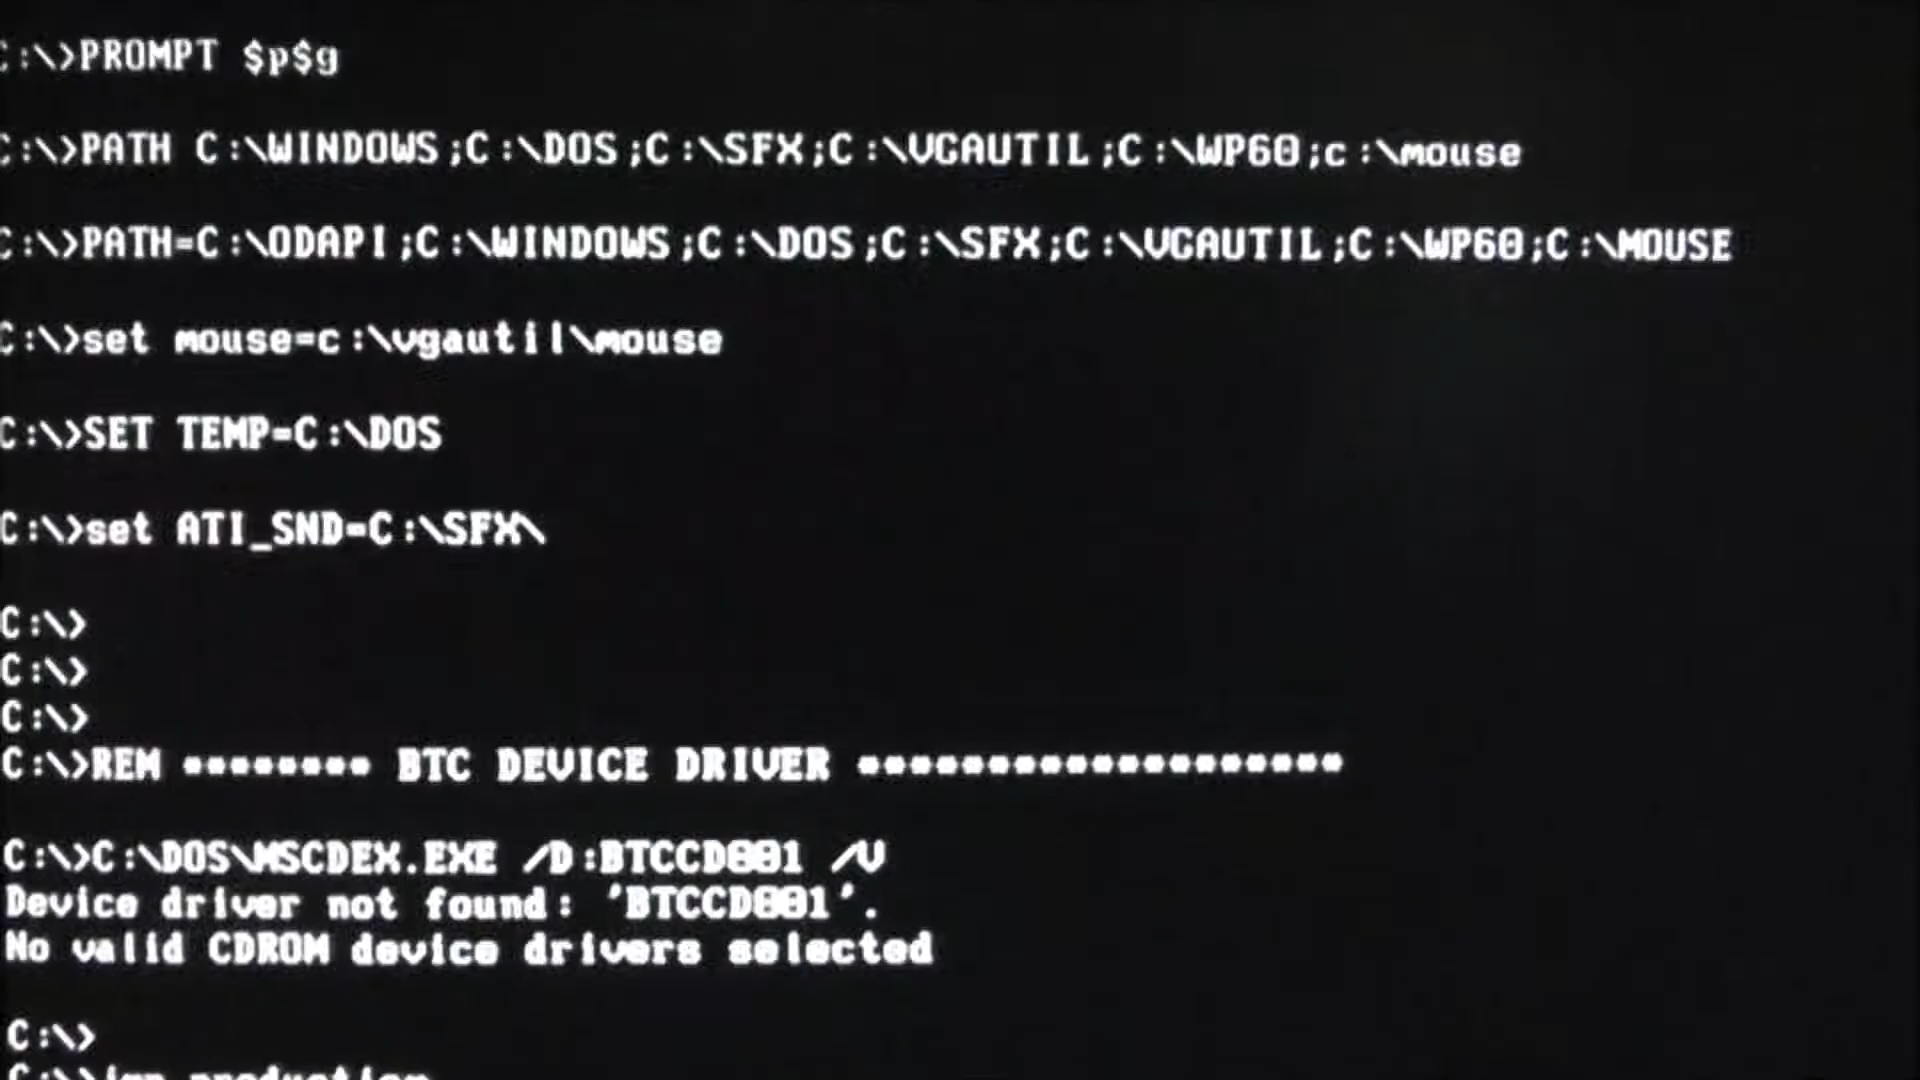 C:\>PROMPT $p$g
C:\>PATH C:\WINDOWS;C:\DOS;C:\SFX;C:\VGAUTIL;C:\WP60;c:\mouse
C:\>PATH=C:\ODAPI;C:\WINDOWS;C:\DOS;C:\SFX;C:\VGAUTIL;C:\WP60;C:\MOUSE
C:\>set mouse=c:\vgautil\mouse
C:\>SET TEMP=C:\DOS
C:\>set ATI_SND=C:\SFX\
C:\>
C:\>
C:\>
C:\>REM ******** BTC DEVICE DRIVER *********************
C:\>C:\DOS\MSCDEX.EXE /D:BTCCD001 /V
Device driver not found: 'BTCCD001'.
No valid CDROM device drivers selected
C:\>
C:\> production